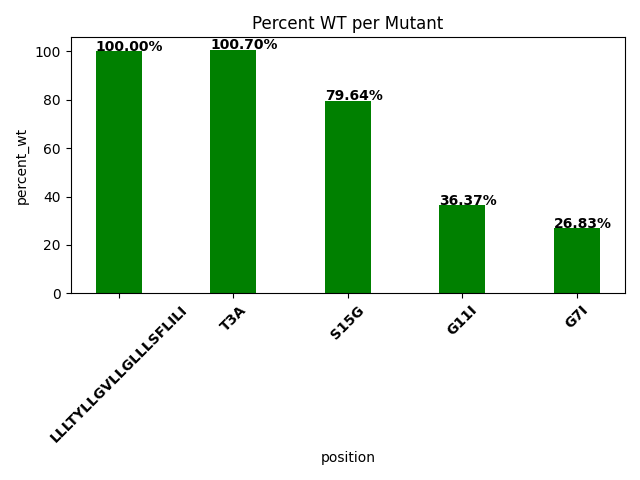 Percent WT per Mutant
percent_wt
100
80
60
40
20
0
100.00%
100.70%
79.64%
36.37%
26.83%
LLLTYLLGVLLGLLLSFLILI
T3A
S15G
G11I
G7I
position